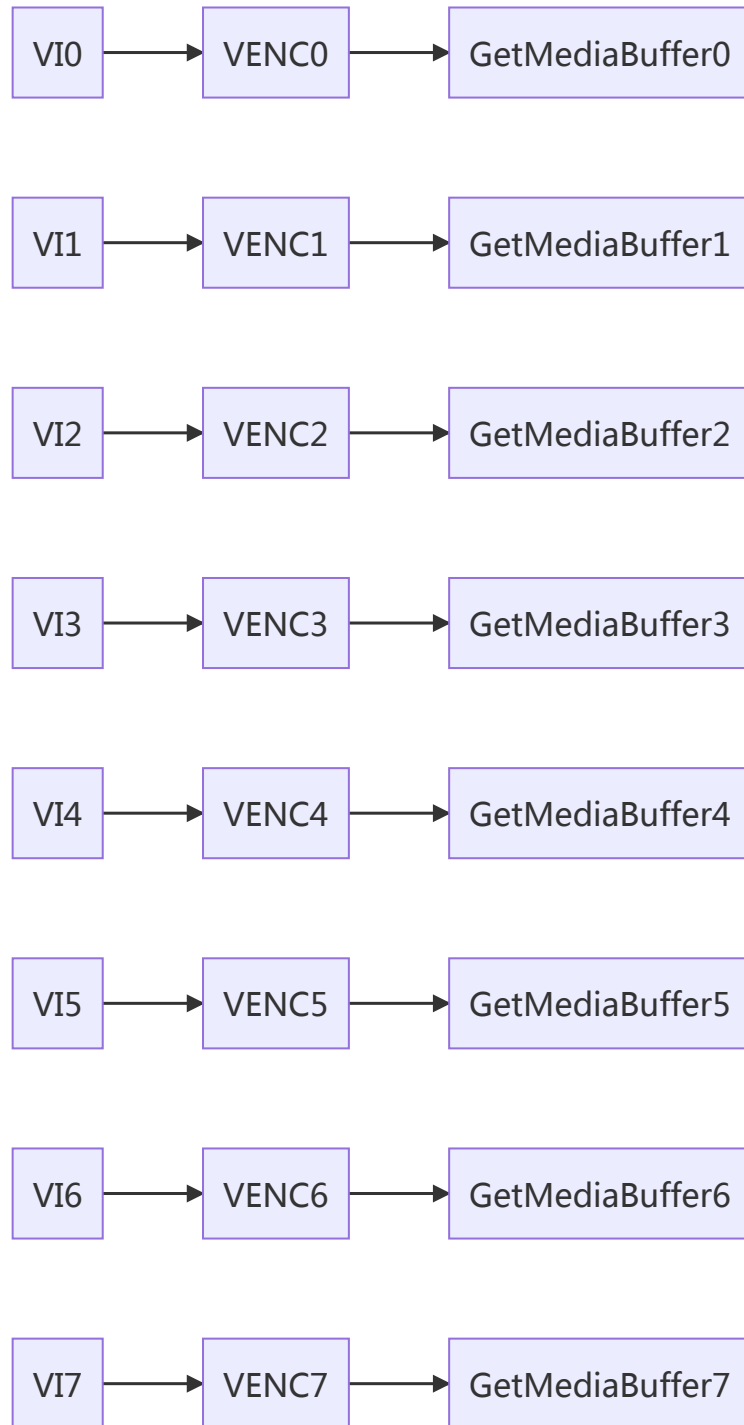 VI0 VENC0 GetMediaBuffer0
VI1 VENC1 GetMediaBuffer1
VI2 VENC2 GetMediaBuffer2
VI3 VENC3 GetMediaBuffer3
VI4 VENC4 GetMediaBuffer4
VI5 VENC5 GetMediaBuffer5
VI6 VENC6 GetMediaBuffer6
VI7 VENC7 GetMediaBuffer7